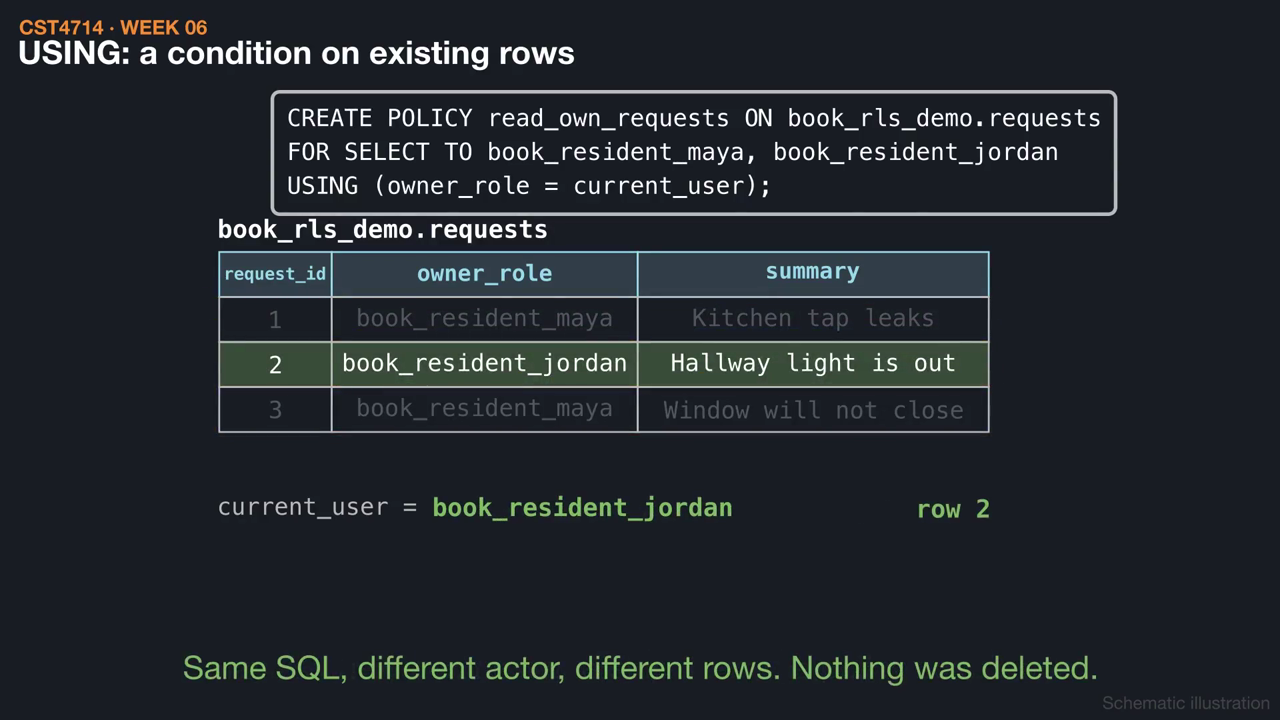 CST4714 · WEEK 06
USING: a condition on existing rows
CREATE POLICY read_own_requests ON book_rls_demo.requests
FOR SELECT TO book_resident_maya, book_resident_jordan
USING (owner_role = current_user);
book_rls_demo.requests
request_id owner_role summary
1 book_resident_maya Kitchen tap leaks
2 book_resident_jordan Hallway light is out
3 book_resident_maya Window will not close
current_user = book_resident_jordan row 2
Same SQL, different actor, different rows. Nothing was deleted.
Schematic illustration